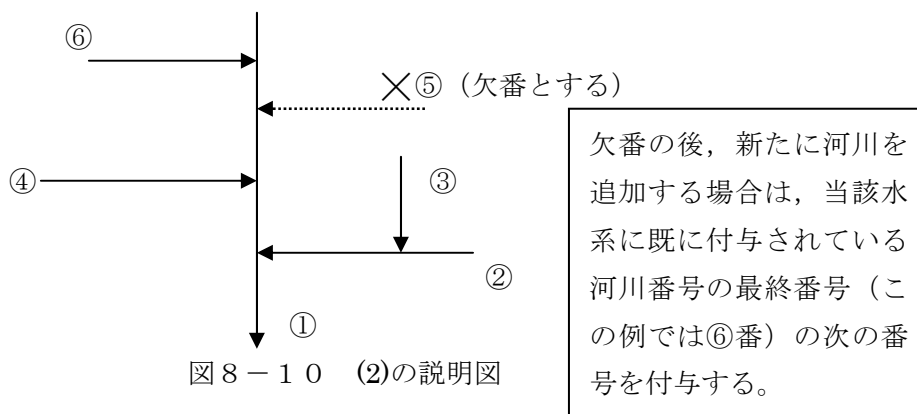 ⑥
×⑤（欠番とする）
④
③
②
①
図８－１０　(2)の説明図
欠番の後，新たに河川を
追加する場合は，当該水
系に既に付与されている
河川番号の最終番号（こ
の例では⑥番）の次の番
号を付与する。